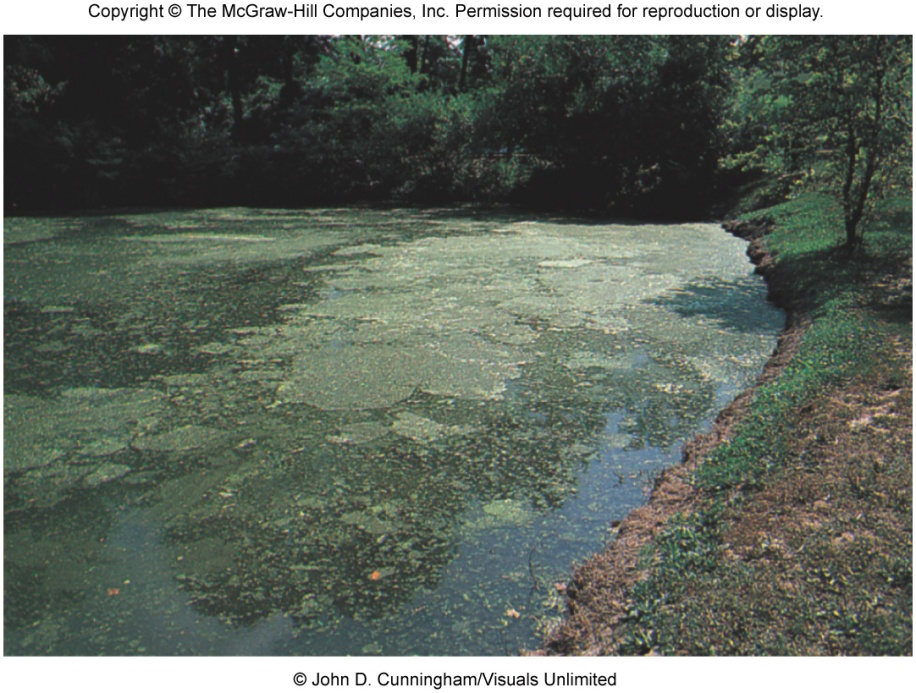 Copyright © The McGraw-Hill Companies, Inc. Permission required for reproduction or display.
© John D. Cunningham/Visuals Unlimited